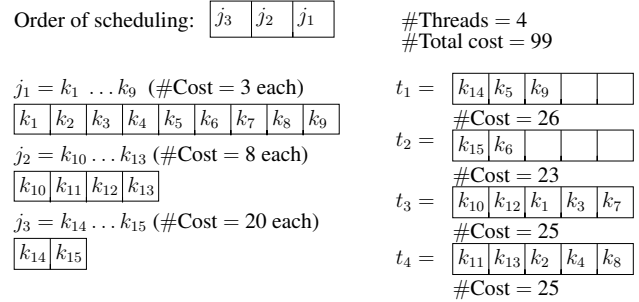 Order of scheduling: j3 j2 j1
#Threads = 4
#Total cost = 99
j1 = k1 … k9 (#Cost = 3 each)
k1 k2 k3 k4 k5 k6 k7 k8 k9
j2 = k10 … k13 (#Cost = 8 each)
k10 k11 k12 k13
j3 = k14 … k15 (#Cost = 20 each)
k14 k15
t1 = k14 k5 k9
#Cost = 26
t2 = k15 k6
#Cost = 23
t3 = k10 k12 k1 k3 k7
#Cost = 25
t4 = k11 k13 k2 k4 k8
#Cost = 25